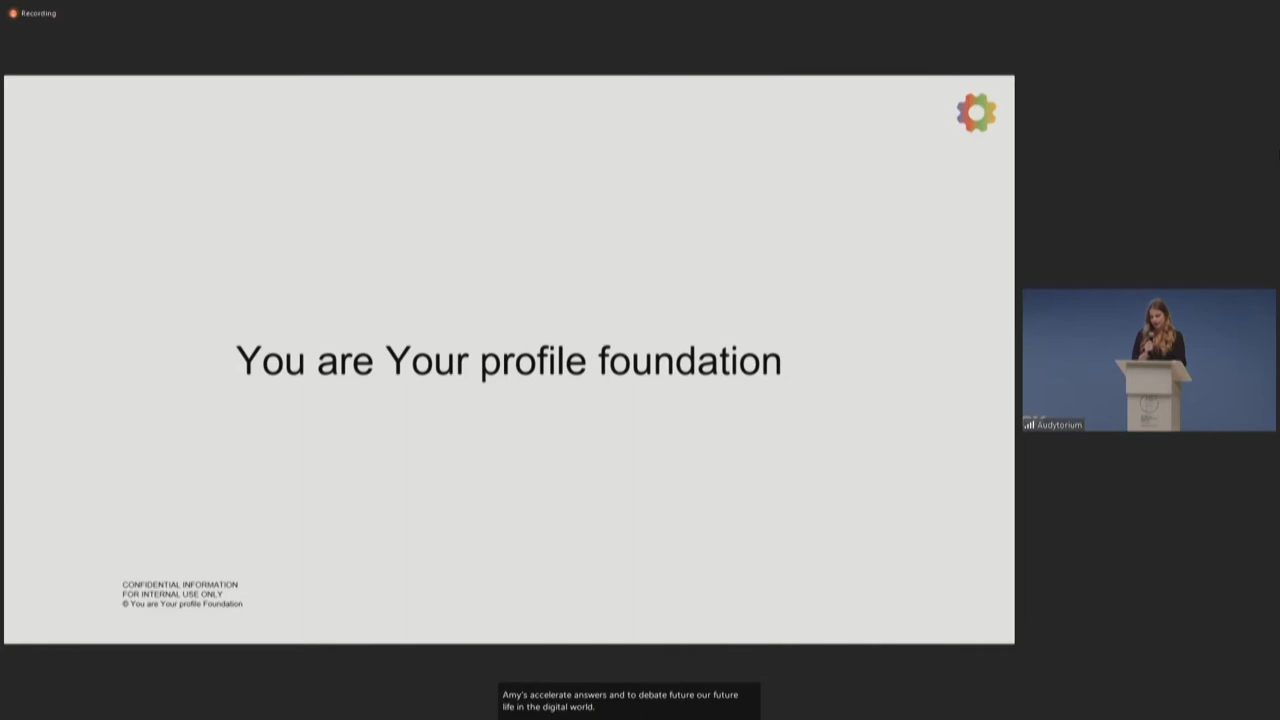 Recording
You are Your profile foundation
CONFIDENTIAL INFORMATION
FOR INTERNAL USE ONLY
© You are Your profile Foundation
Audytorium
Amy's accelerate answers and to debate future our future
life in the digital world.